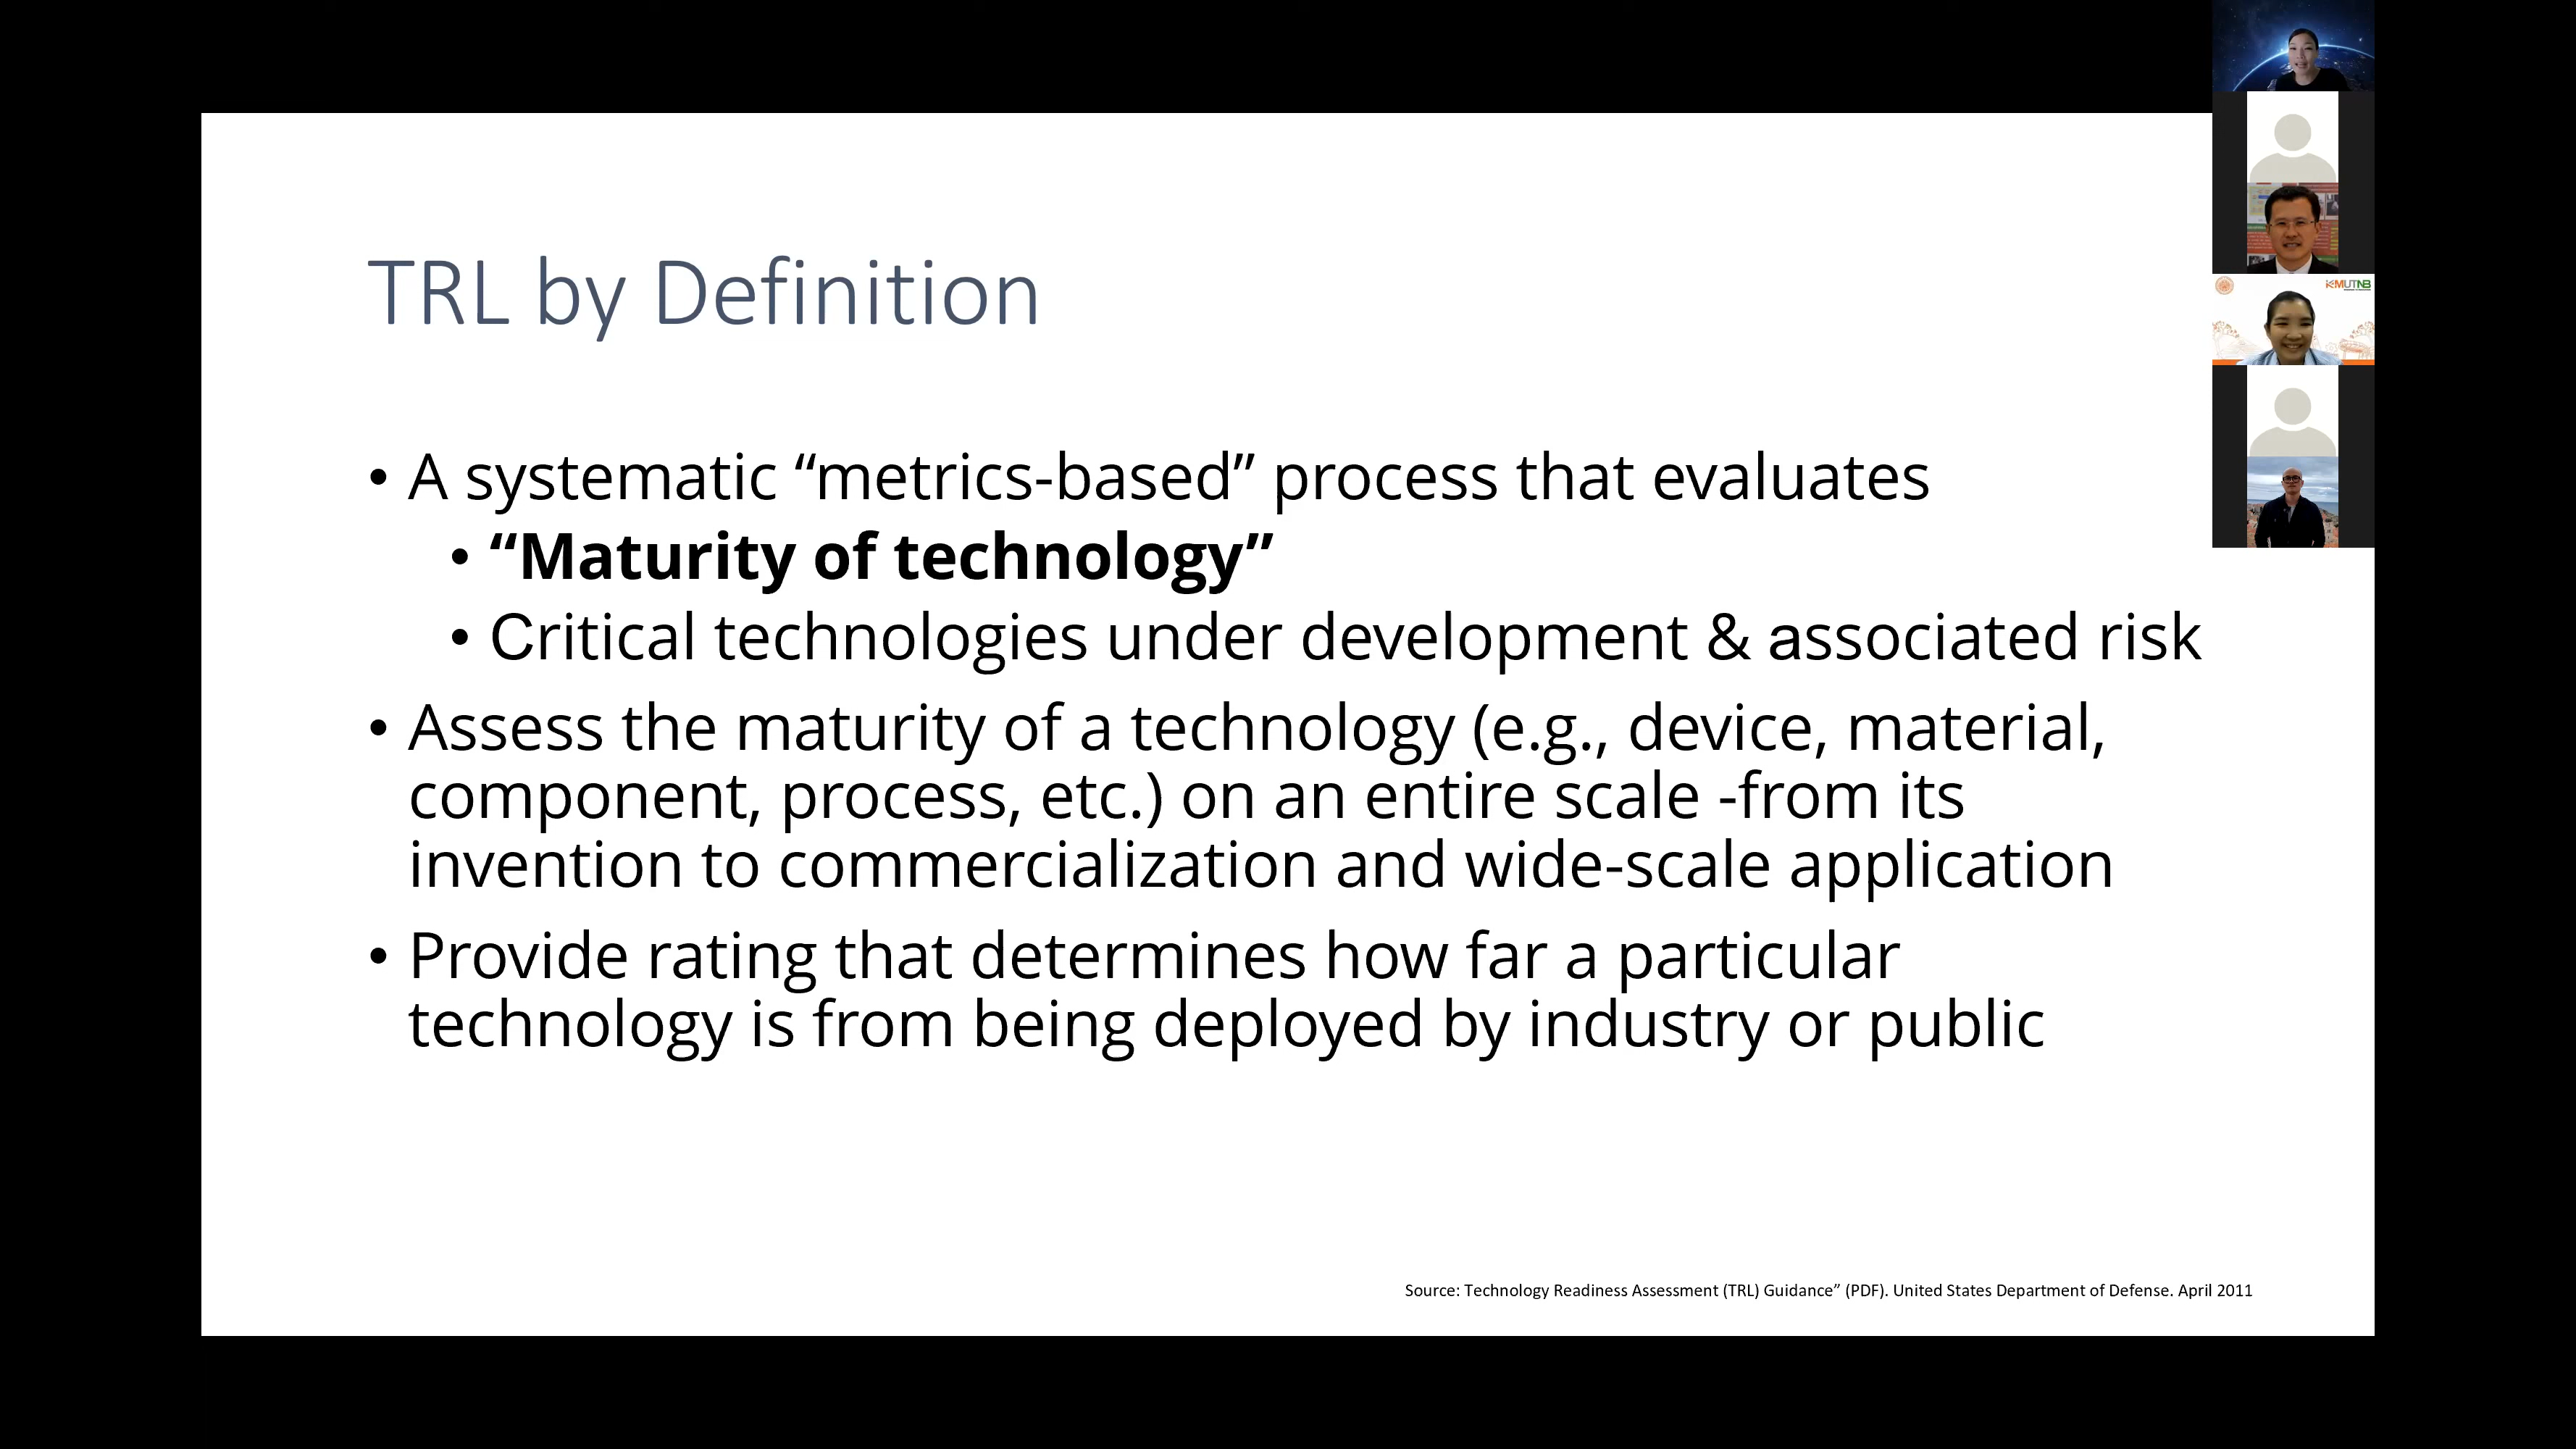 TRL by Definition
• A systematic “metrics-based” process that evaluates
• “Maturity of technology”
• Critical technologies under development & associated risk
• Assess the maturity of a technology (e.g., device, material,
component, process, etc.) on an entire scale -from its
invention to commercialization and wide-scale application
• Provide rating that determines how far a particular
technology is from being deployed by industry or public
Source: Technology Readiness Assessment (TRL) Guidance” (PDF). United States Department of Defense. April 2011
KMUTNB